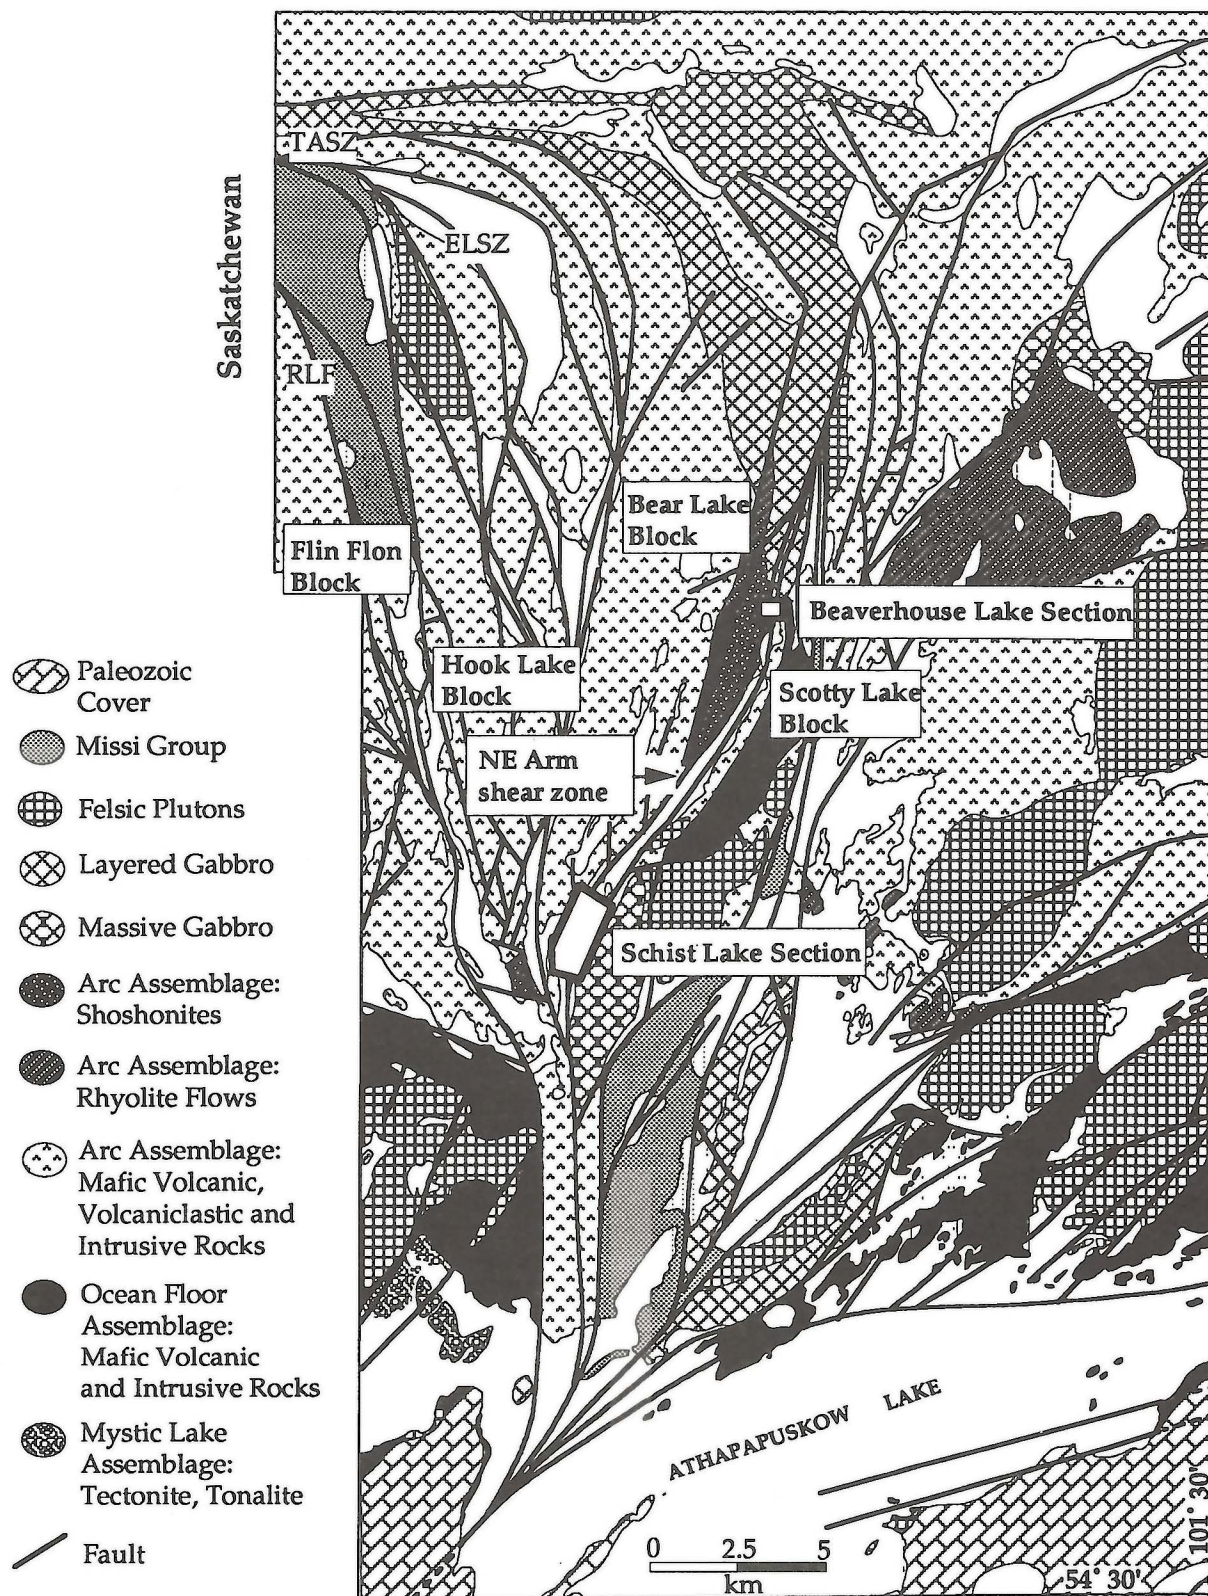 Saskatchewan
TASZ
ELSZ
RLF
Bear Lake
Block
Flin Flon
Block
Beaverhouse Lake Section
Hook Lake
Block
Scotty Lake
Block
NE Arm
shear zone
Schist Lake Section
ATHAPAPUSKOW LAKE
0 2.5 5
km
54° 30'
101° 30'
Paleozoic
Cover
Missi Group
Felsic Plutons
Layered Gabbro
Massive Gabbro
Arc Assemblage:
Shoshonites
Arc Assemblage:
Rhyolite Flows
Arc Assemblage:
Mafic Volcanic,
Volcaniclastic and
Intrusive Rocks
Ocean Floor
Assemblage:
Mafic Volcanic
and Intrusive Rocks
Mystic Lake
Assemblage:
Tectonite, Tonalite
Fault